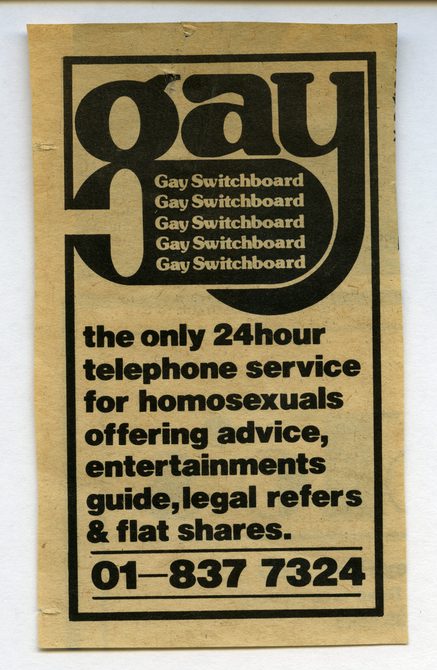 gay
Gay Switchboard
Gay Switchboard
Gay Switchboard
Gay Switchboard
Gay Switchboard
the only 24hour
telephone service
for homosexuals
offering advice,
entertainments
guide, legal refers
& flat shares.
01—837 7324